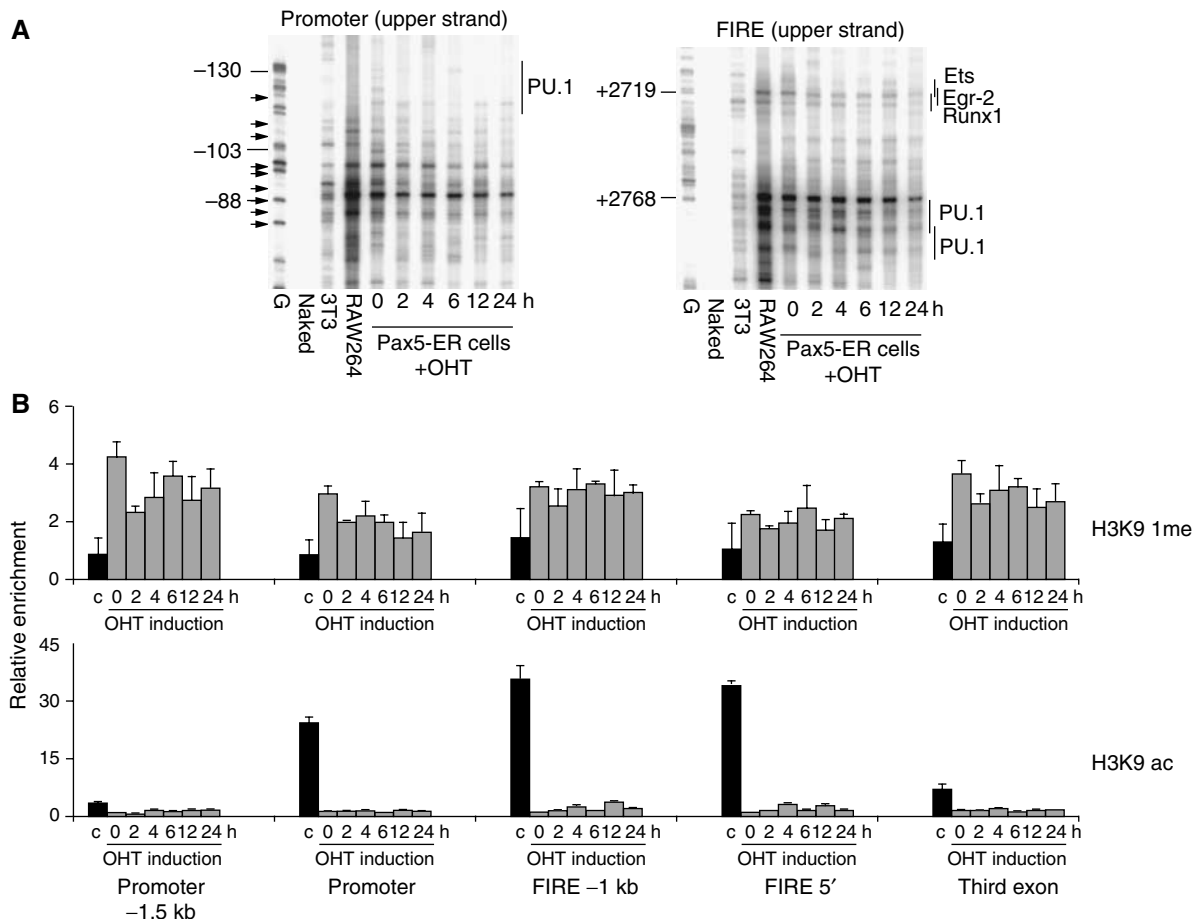 A
Promoter (upper strand)
–130
–103
–88
PU.1
G
Naked
3T3
RAW264
0 2 4 6 12 24 h
Pax5-ER cells
+OHT
FIRE (upper strand)
+2719
+2768
Ets
Egr-2
Runx1
PU.1
PU.1
G
Naked
3T3
RAW264
0 2 4 6 12 24 h
Pax5-ER cells
+OHT
B
Relative enrichment
6
4
2
0
H3K9 1me
c 0 2 4 6 12 24 h
OHT induction
c 0 2 4 6 12 24 h
OHT induction
c 0 2 4 6 12 24 h
OHT induction
c 0 2 4 6 12 24 h
OHT induction
c 0 2 4 6 12 24 h
OHT induction
45
30
15
0
H3K9 ac
c 0 2 4 6 12 24 h
OHT induction
Promoter
–1.5 kb
c 0 2 4 6 12 24 h
OHT induction
Promoter
c 0 2 4 6 12 24 h
OHT induction
FIRE –1 kb
c 0 2 4 6 12 24 h
OHT induction
FIRE 5′
c 0 2 4 6 12 24 h
OHT induction
Third exon